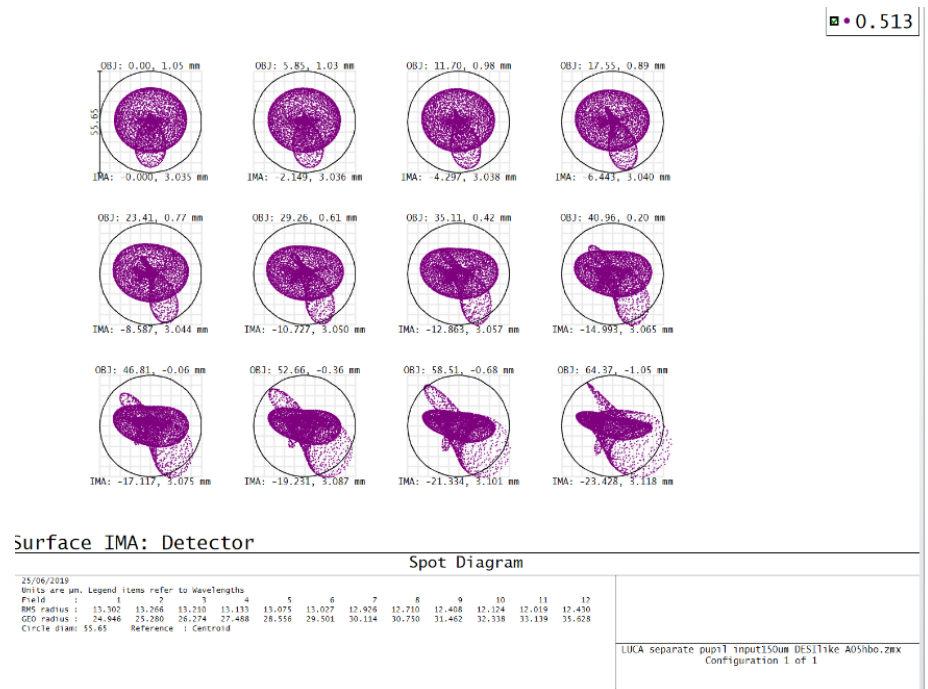 0.513
OBJ: 0.00, 1.05 mm OBJ: 5.85, 1.03 mm OBJ: 11.70, 0.98 mm OBJ: 17.55, 0.89 mm
55.65
IMA: -0.000, 3.035 mm IMA: -2.149, 3.036 mm IMA: -4.297, 3.038 mm IMA: -6.443, 3.040 mm
OBJ: 23.41, 0.77 mm OBJ: 29.26, 0.61 mm OBJ: 35.11, 0.42 mm OBJ: 40.96, 0.20 mm
IMA: -8.587, 3.044 mm IMA: -10.727, 3.050 mm IMA: -12.863, 3.057 mm IMA: -14.993, 3.065 mm
OBJ: 46.81, -0.06 mm OBJ: 52.66, -0.36 mm OBJ: 58.51, -0.68 mm OBJ: 64.37, -1.05 mm
IMA: -17.117, 3.075 mm IMA: -19.231, 3.087 mm IMA: -21.334, 3.101 mm IMA: -23.428, 3.118 mm
Surface IMA: Detector
Spot Diagram
25/06/2019
Units are µm. Legend items refer to Wavelengths
Field : 1 2 3 4 5 6 7 8 9 10 11 12
RMS radius : 13.302 13.266 13.210 13.133 13.075 13.027 12.926 12.710 12.408 12.124 12.019 12.430
GEO radius : 24.946 25.280 26.274 27.488 28.556 29.501 30.114 30.750 31.462 32.338 33.139 35.628
Circle diam: 55.65 Reference : Centroid
LUCA separate pupil input150um DESIlike A05hbo.zmx
Configuration 1 of 1